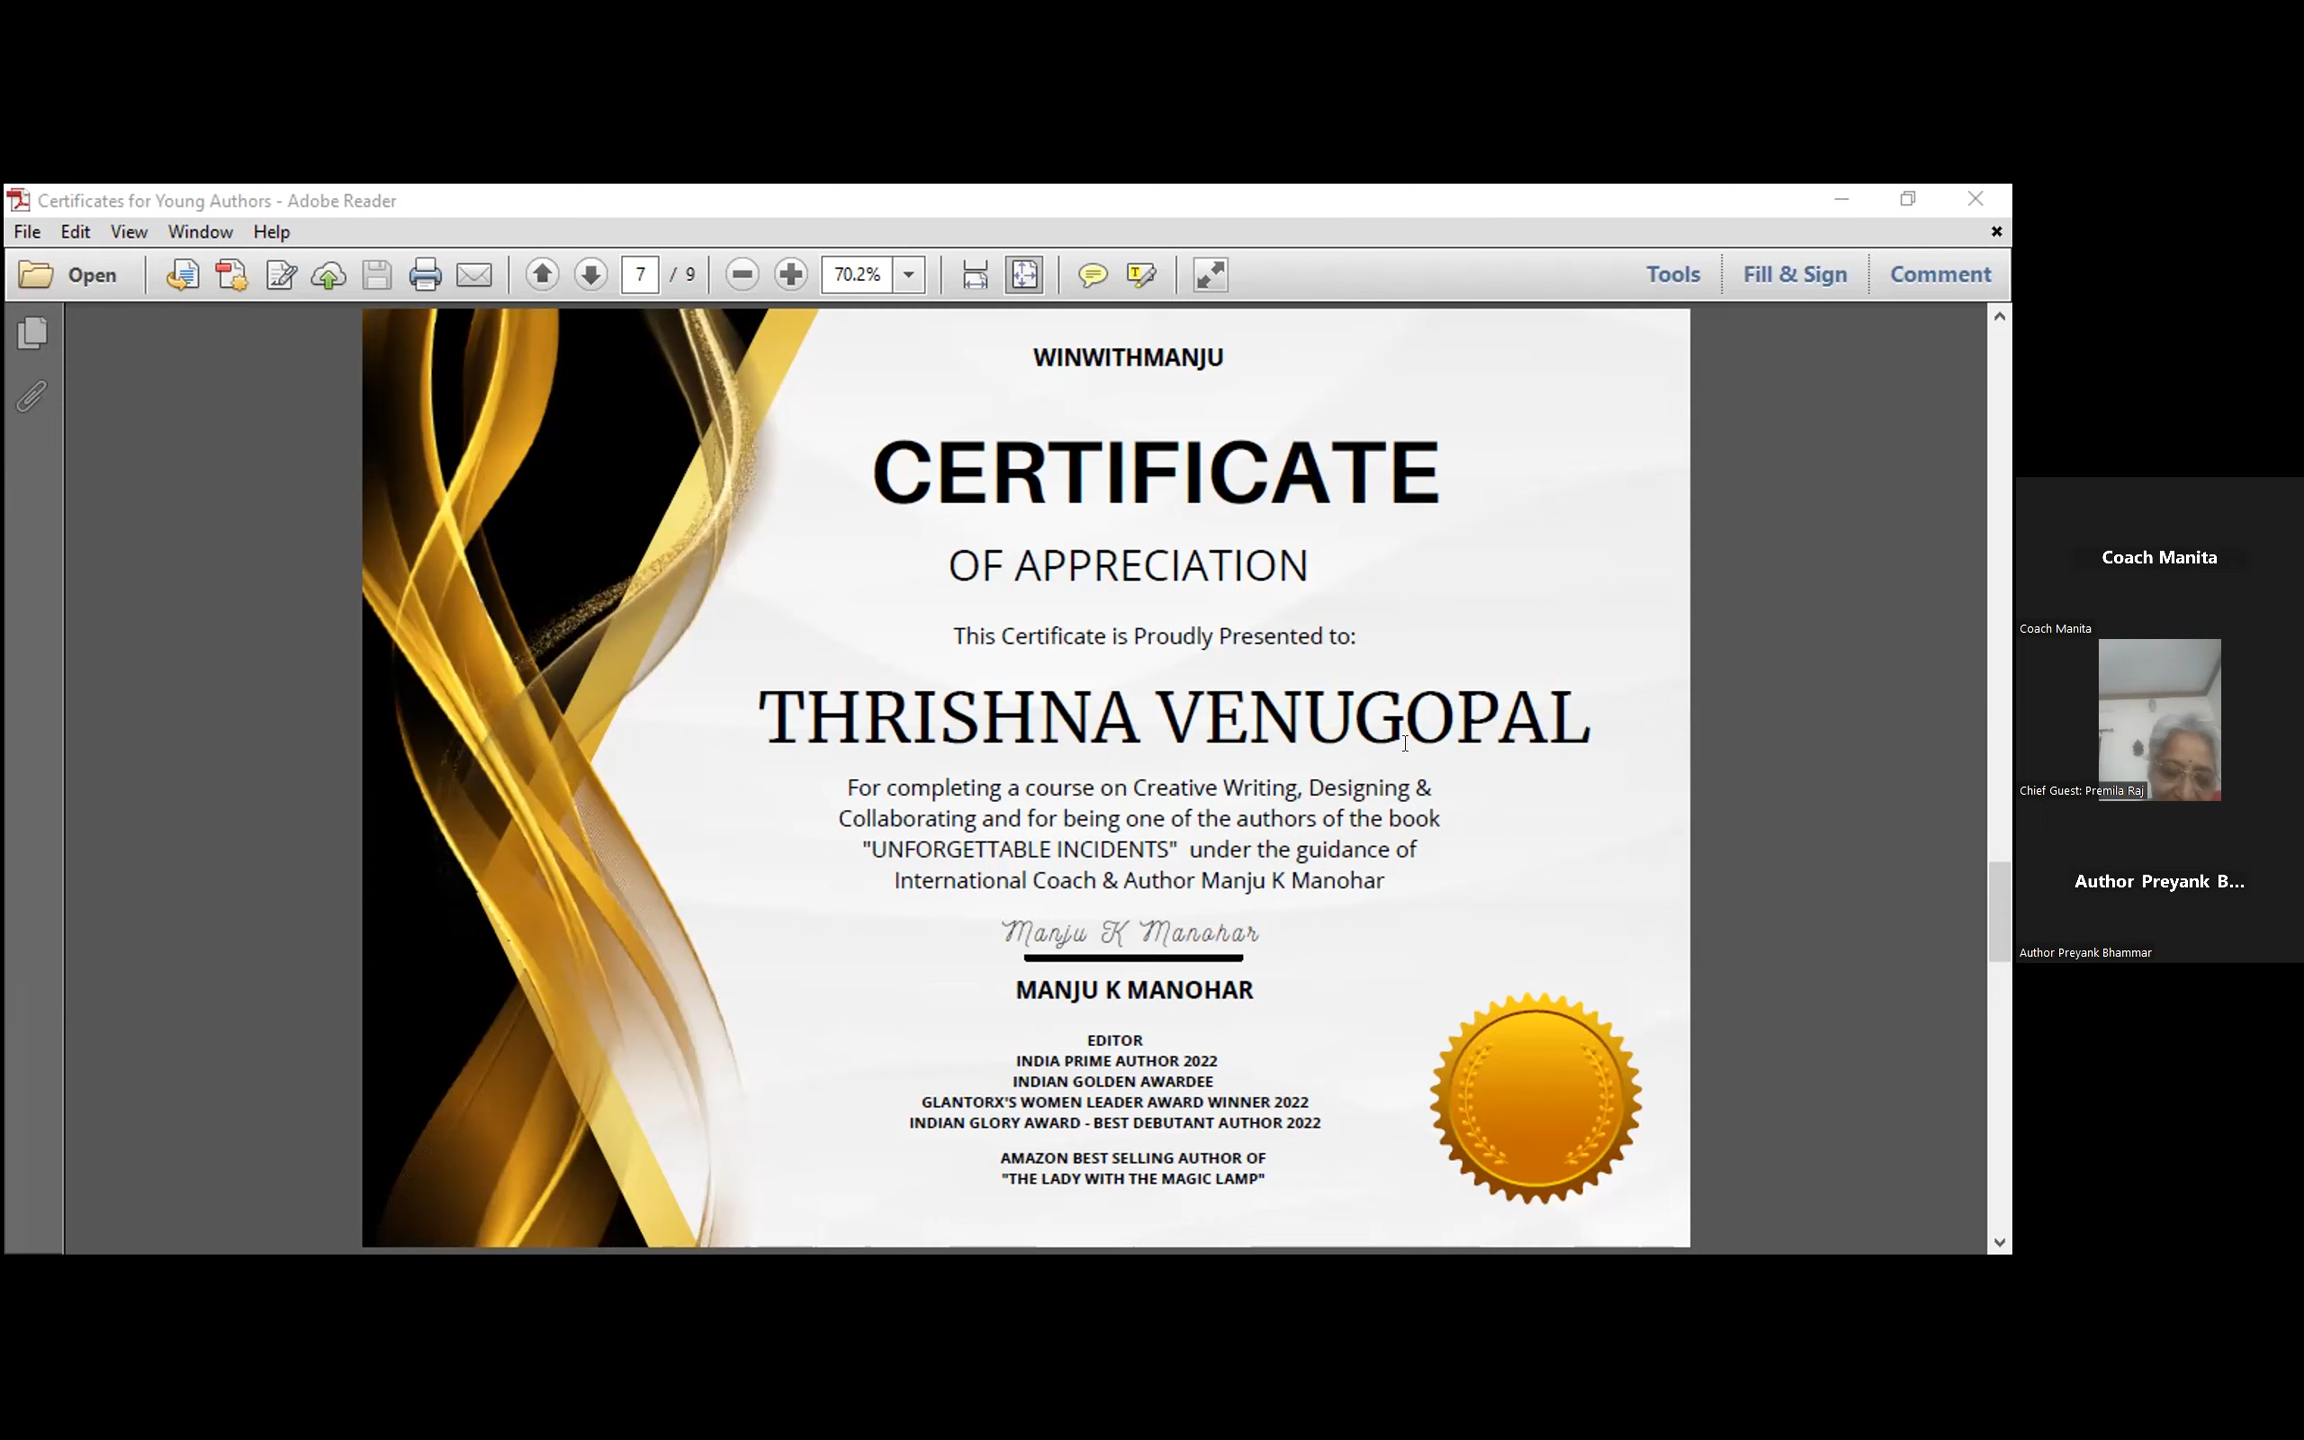 Certificates for Young Authors - Adobe Reader
File Edit View Window Help
Open 7 / 9 70.2% Tools Fill & Sign Comment
WINWITHMANJU
CERTIFICATE
OF APPRECIATION
This Certificate is Proudly Presented to:
THRISHNA VENUGOPAL
For completing a course on Creative Writing, Designing &
Collaborating and for being one of the authors of the book
"UNFORGETTABLE INCIDENTS" under the guidance of
International Coach & Author Manju K Manohar
Manju K Manohar
MANJU K MANOHAR
EDITOR
INDIA PRIME AUTHOR 2022
INDIAN GOLDEN AWARDEE
GLANTORX'S WOMEN LEADER AWARD WINNER 2022
INDIAN GLORY AWARD - BEST DEBUTANT AUTHOR 2022
AMAZON BEST SELLING AUTHOR OF
"THE LADY WITH THE MAGIC LAMP"
Coach Manita
Coach Manita
Chief Guest: Premila Raj
Author Preyank B...
Author Preyank Bhammar